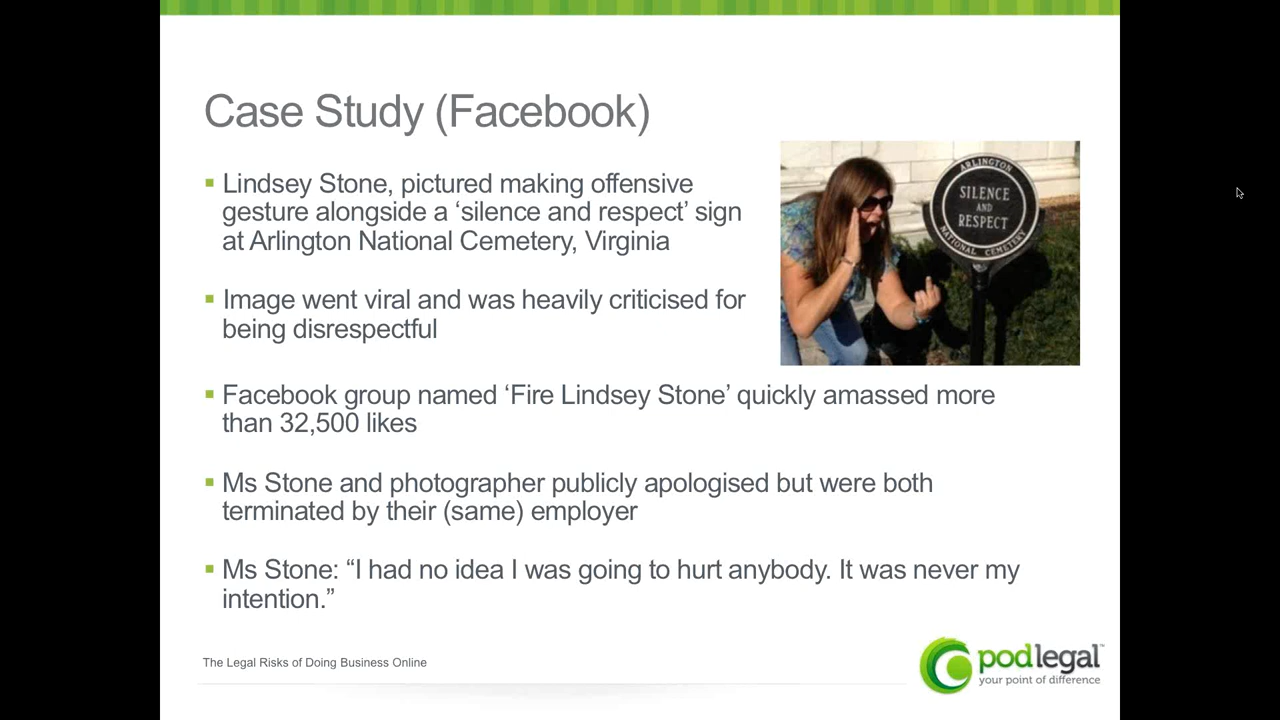 Case Study (Facebook)
▪ Lindsey Stone, pictured making offensive
gesture alongside a ‘silence and respect’ sign
at Arlington National Cemetery, Virginia
▪ Image went viral and was heavily criticised for
being disrespectful
ARLINGTON
SILENCE
AND
RESPECT
NATIONAL CEMETERY
▪ Facebook group named ‘Fire Lindsey Stone’ quickly amassed more
than 32,500 likes
▪ Ms Stone and photographer publicly apologised but were both
terminated by their (same) employer
▪ Ms Stone: “I had no idea I was going to hurt anybody. It was never my
intention.”
The Legal Risks of Doing Business Online
podlegal™
your point of difference